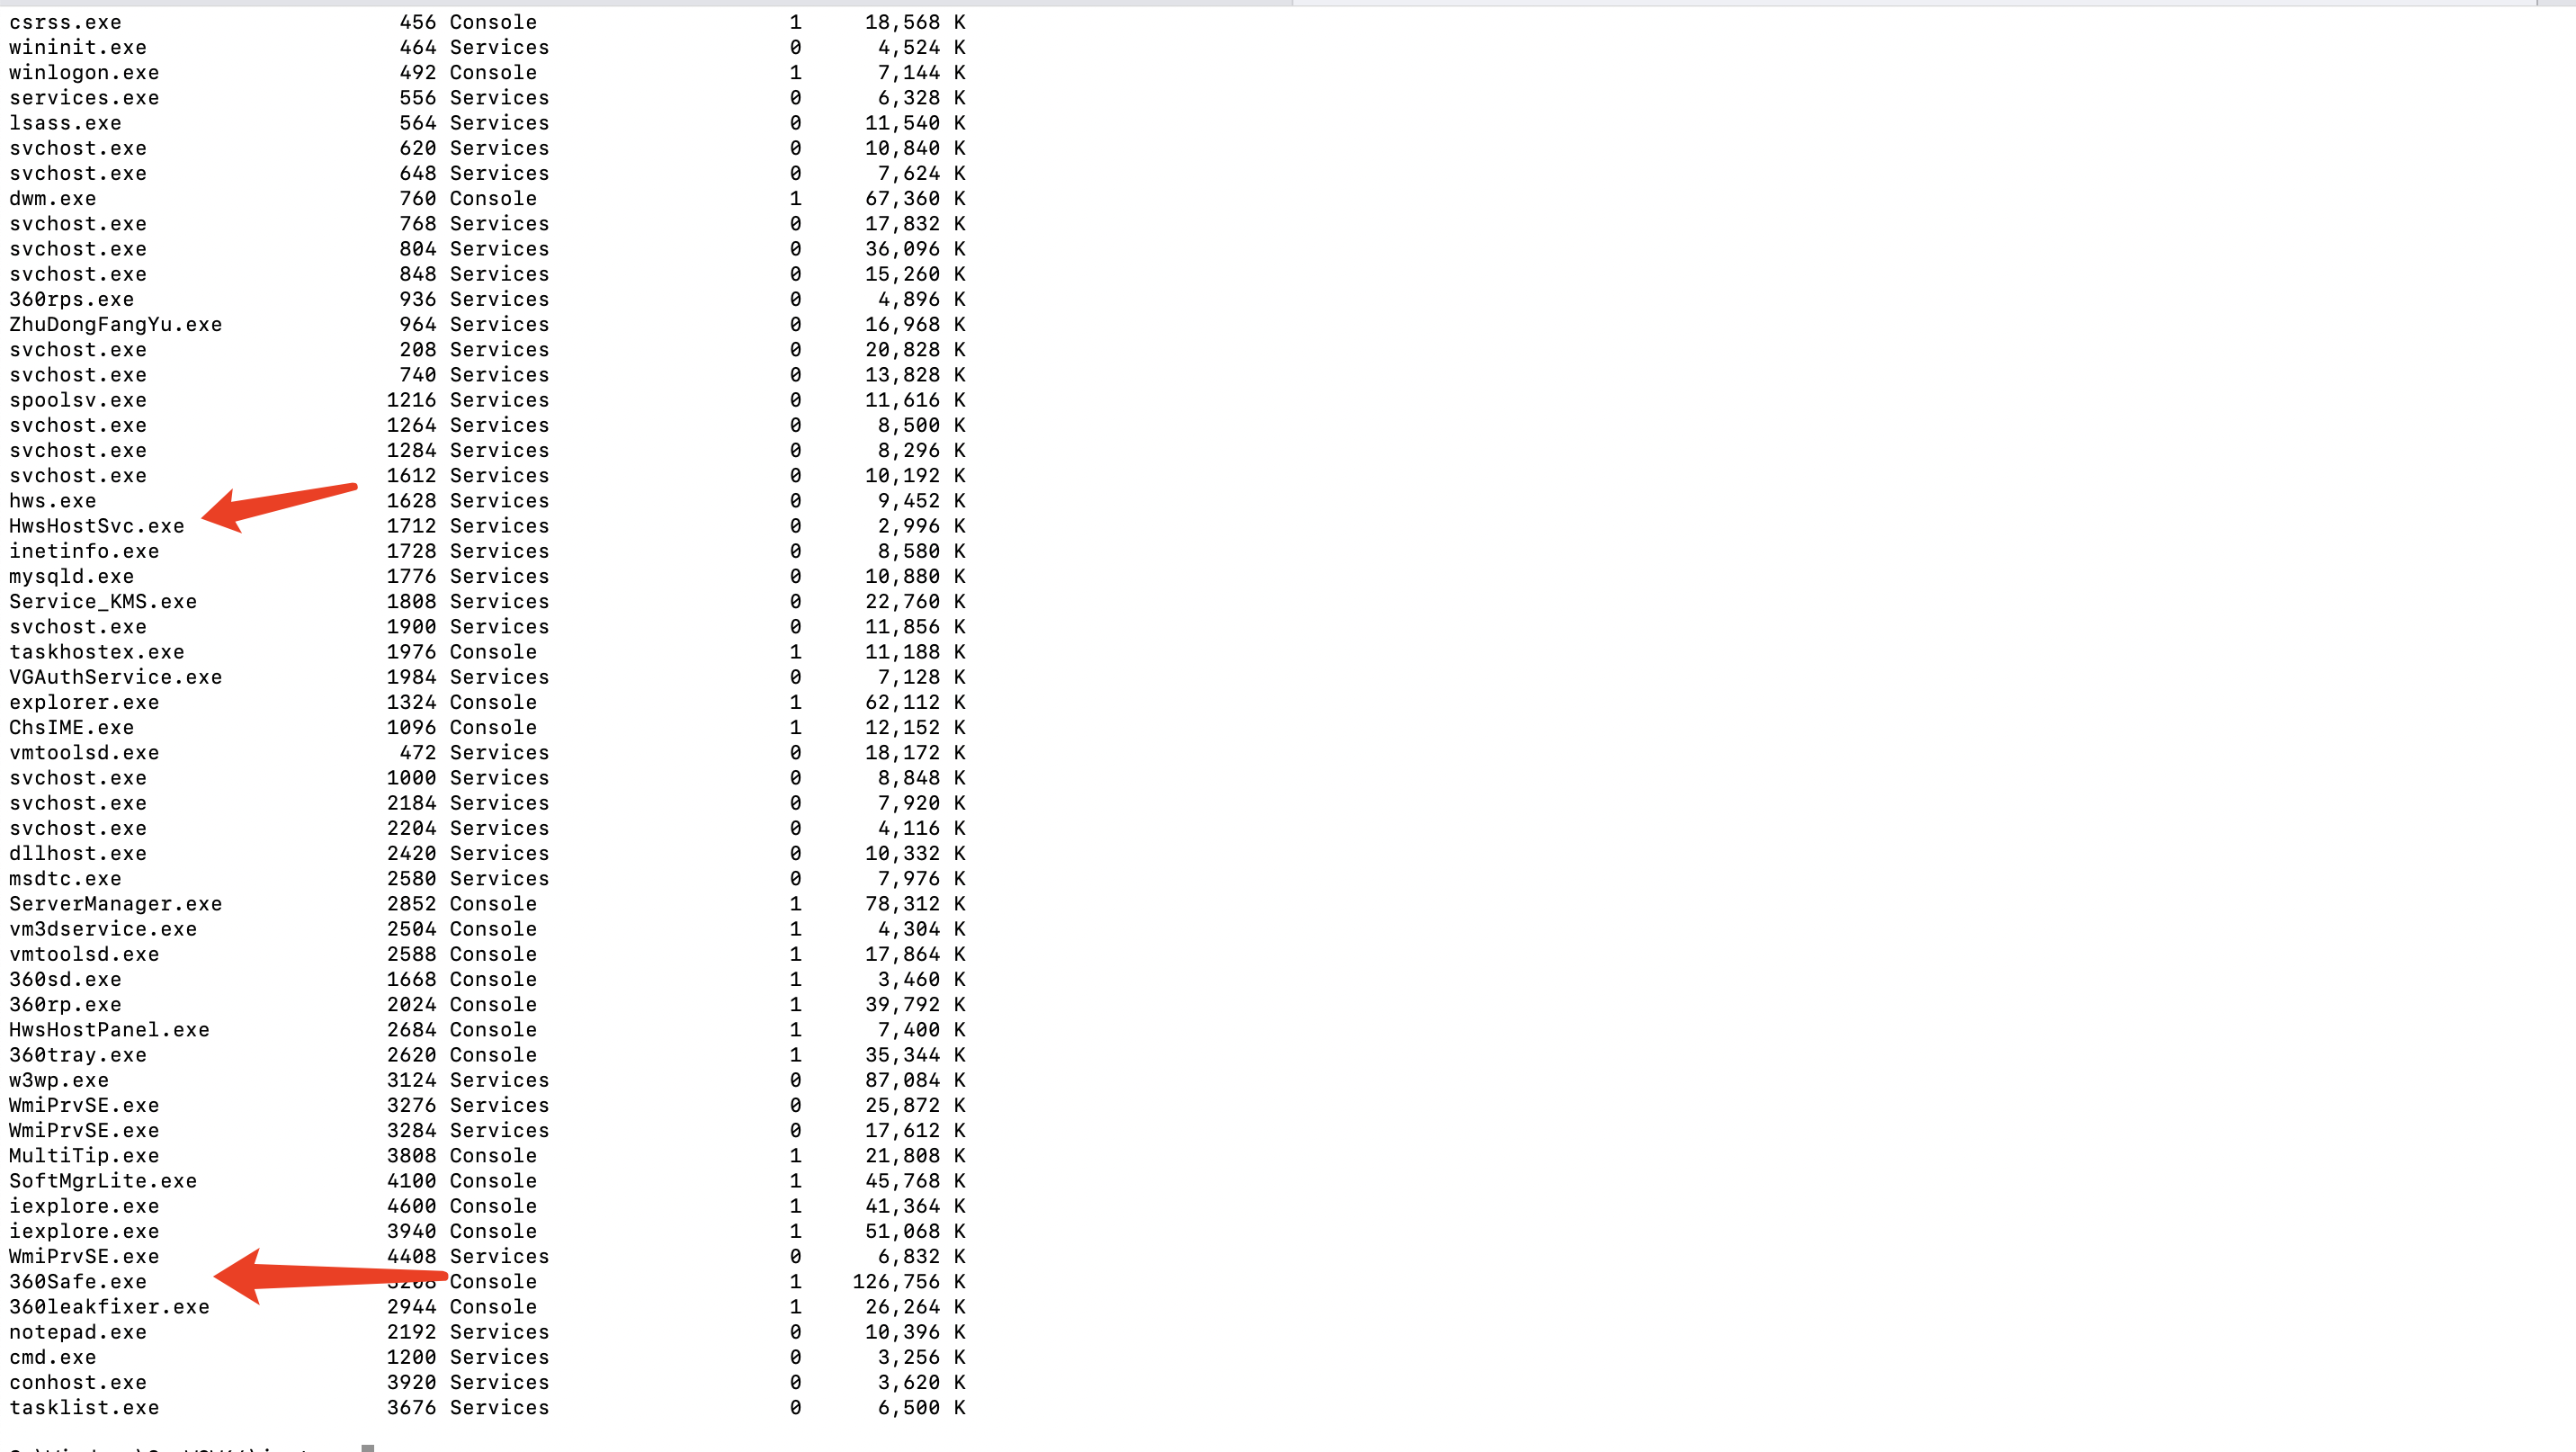 csrss.exe 456 Console 1 18,568 K
wininit.exe 464 Services 0 4,524 K
winlogon.exe 492 Console 1 7,144 K
services.exe 556 Services 0 6,328 K
lsass.exe 564 Services 0 11,540 K
svchost.exe 620 Services 0 10,840 K
svchost.exe 648 Services 0 7,624 K
dwm.exe 760 Console 1 67,360 K
svchost.exe 768 Services 0 17,832 K
svchost.exe 804 Services 0 36,096 K
svchost.exe 848 Services 0 15,260 K
360rps.exe 936 Services 0 4,896 K
ZhuDongFangYu.exe 964 Services 0 16,968 K
svchost.exe 208 Services 0 20,828 K
svchost.exe 740 Services 0 13,828 K
spoolsv.exe 1216 Services 0 11,616 K
svchost.exe 1264 Services 0 8,500 K
svchost.exe 1284 Services 0 8,296 K
svchost.exe 1612 Services 0 10,192 K
hws.exe 1628 Services 0 9,452 K
HwsHostSvc.exe 1712 Services 0 2,996 K
inetinfo.exe 1728 Services 0 8,580 K
mysqld.exe 1776 Services 0 10,880 K
Service_KMS.exe 1808 Services 0 22,760 K
svchost.exe 1900 Services 0 11,856 K
taskhostex.exe 1976 Console 1 11,188 K
VGAuthService.exe 1984 Services 0 7,128 K
explorer.exe 1324 Console 1 62,112 K
ChsIME.exe 1096 Console 1 12,152 K
vmtoolsd.exe 472 Services 0 18,172 K
svchost.exe 1000 Services 0 8,848 K
svchost.exe 2184 Services 0 7,920 K
svchost.exe 2204 Services 0 4,116 K
dllhost.exe 2420 Services 0 10,332 K
msdtc.exe 2580 Services 0 7,976 K
ServerManager.exe 2852 Console 1 78,312 K
vm3dservice.exe 2504 Console 1 4,304 K
vmtoolsd.exe 2588 Console 1 17,864 K
360sd.exe 1668 Console 1 3,460 K
360rp.exe 2024 Console 1 39,792 K
HwsHostPanel.exe 2684 Console 1 7,400 K
360tray.exe 2620 Console 1 35,344 K
w3wp.exe 3124 Services 0 87,084 K
WmiPrvSE.exe 3276 Services 0 25,872 K
WmiPrvSE.exe 3284 Services 0 17,612 K
MultiTip.exe 3808 Console 1 21,808 K
SoftMgrLite.exe 4100 Console 1 45,768 K
iexplore.exe 4600 Console 1 41,364 K
iexplore.exe 3940 Console 1 51,068 K
WmiPrvSE.exe 4408 Services 0 6,832 K
360Safe.exe Console 1 126,756 K
360leakfixer.exe 2944 Console 1 26,264 K
notepad.exe 2192 Services 0 10,396 K
cmd.exe 1200 Services 0 3,256 K
conhost.exe 3920 Services 0 3,620 K
tasklist.exe 3676 Services 0 6,500 K